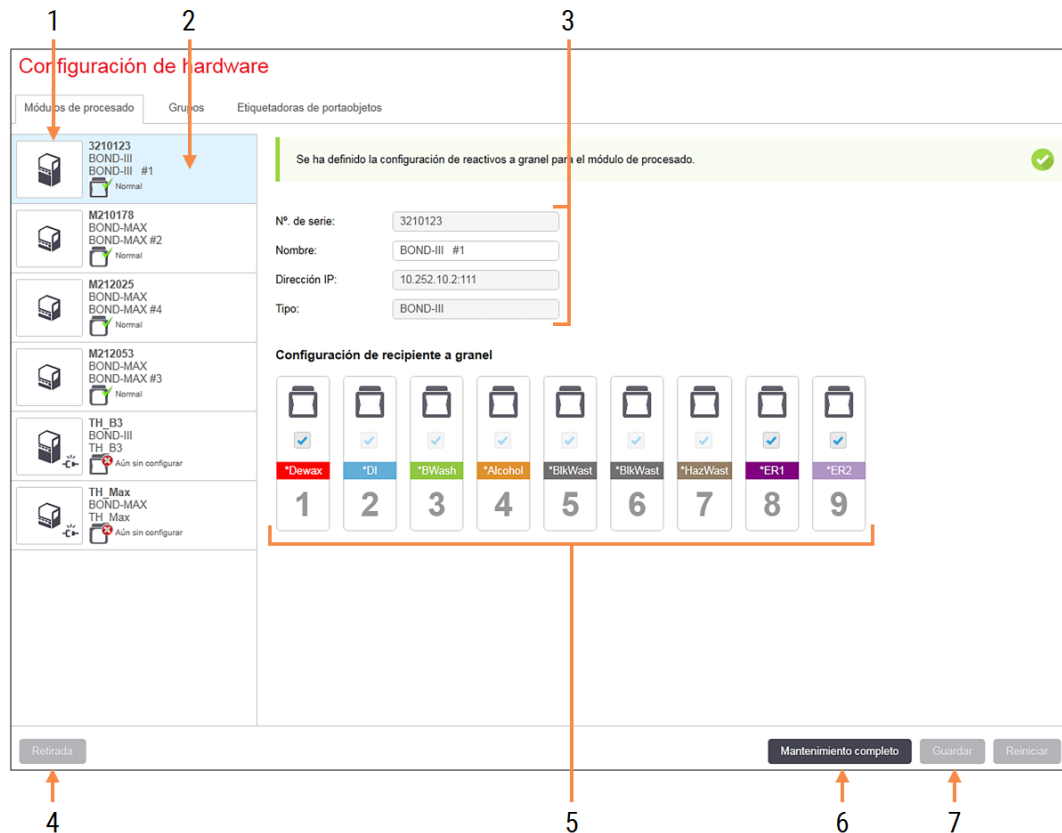 1 2 3
Configuración de hardware
Módulos de procesado Grupos Etiquetadoras de portaobjetos
3210123
BOND-III
BOND-III #1
Normal
M210178
BOND-MAX
BOND-MAX #2
Normal
M212025
BOND-MAX
BOND-MAX #4
Normal
M212053
BOND-MAX
BOND-MAX #3
Normal
TH_B3
BOND-III
TH_B3
Aún sin configurar
TH_Max
BOND-MAX
TH_Max
Aún sin configurar
Se ha definido la configuración de reactivos a granel para el módulo de procesado.
Nº. de serie: 3210123
Nombre: BOND-III #1
Dirección IP: 10.252.10.2:111
Tipo: BOND-III
Configuración de recipiente a granel
*Dewax *DI *BWash *Alcohol *BlkWast *BlkWast *HazWast *ER1 *ER2
1 2 3 4 5 6 7 8 9
Retirada Mantenimiento completo Guardar Reiniciar
4 5 6 7